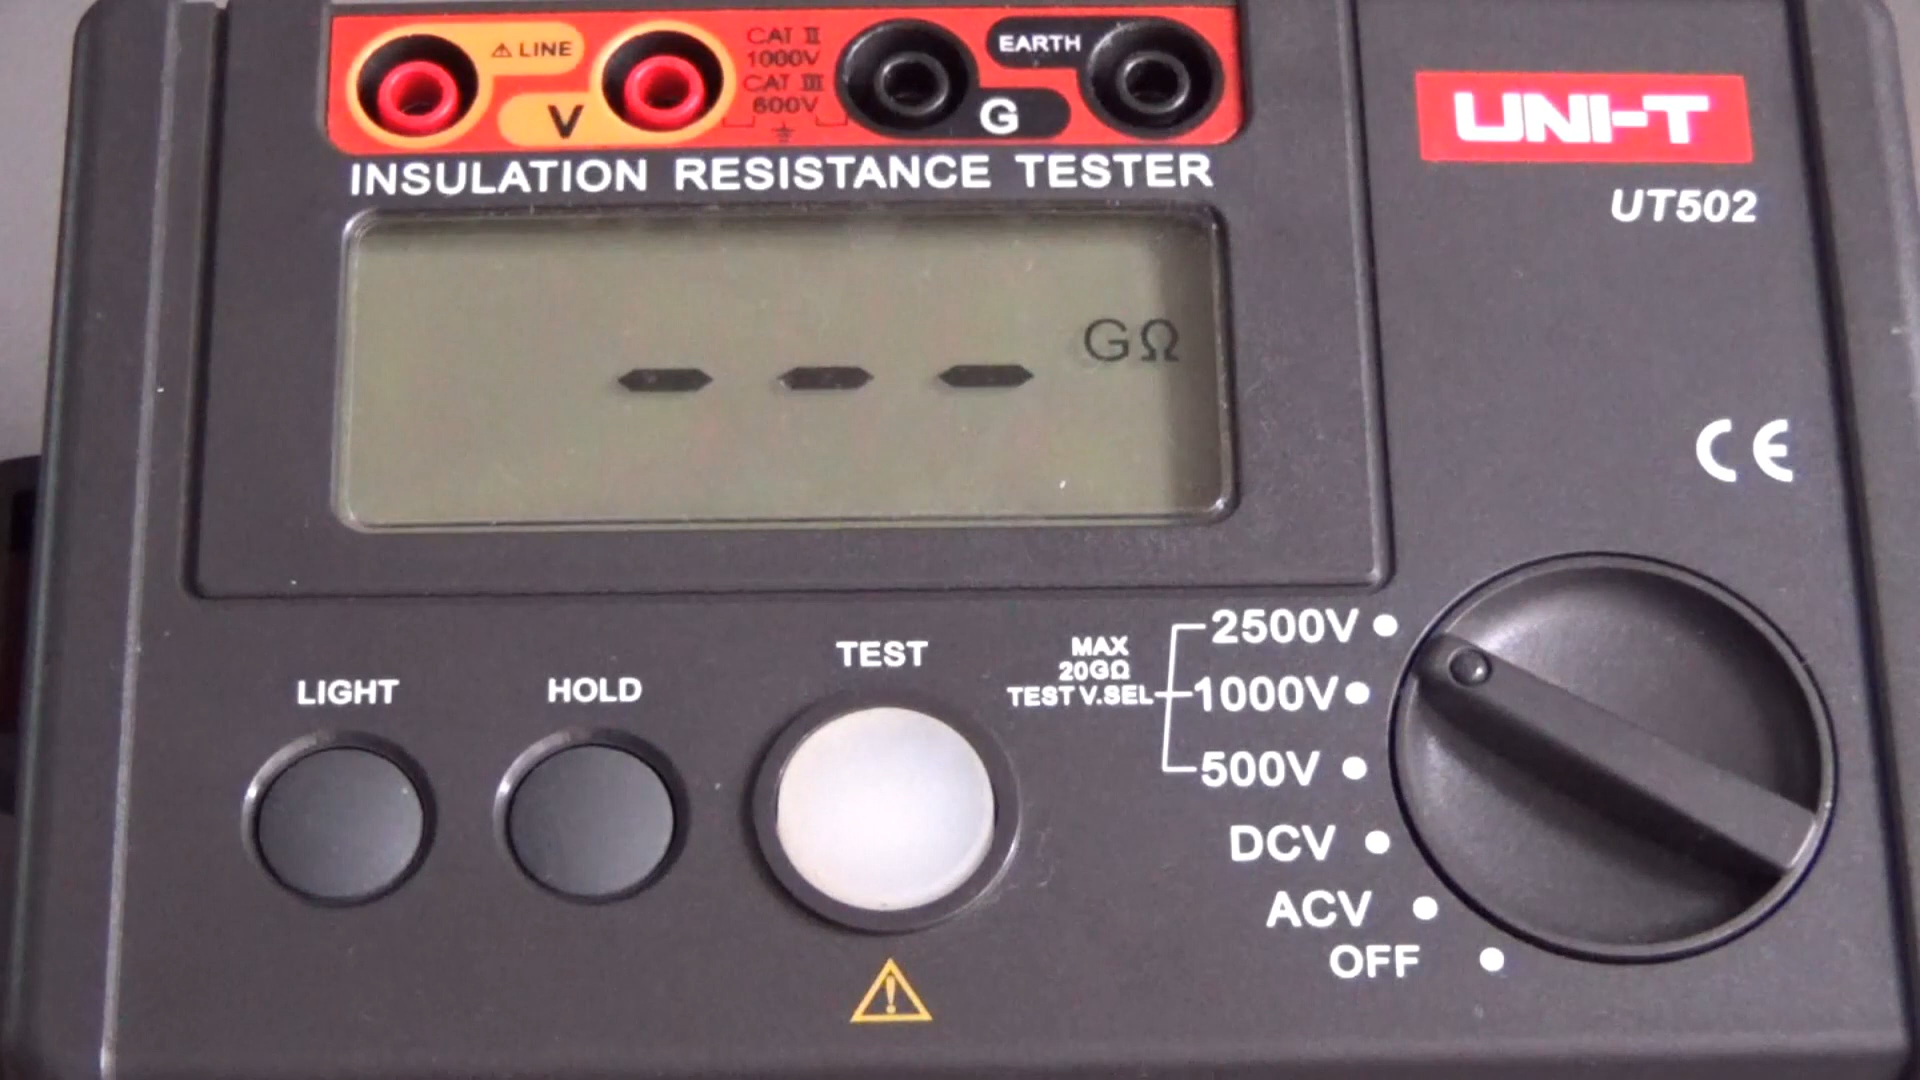 ⚠ LINE
V
CAT II
1000V
CAT III
600V
EARTH
G
UNI-T
INSULATION RESISTANCE TESTER
UT502
--- GΩ
CE
LIGHT
HOLD
TEST
MAX
20GΩ
TEST V.SEL
2500V
1000V
500V
DCV
ACV
OFF